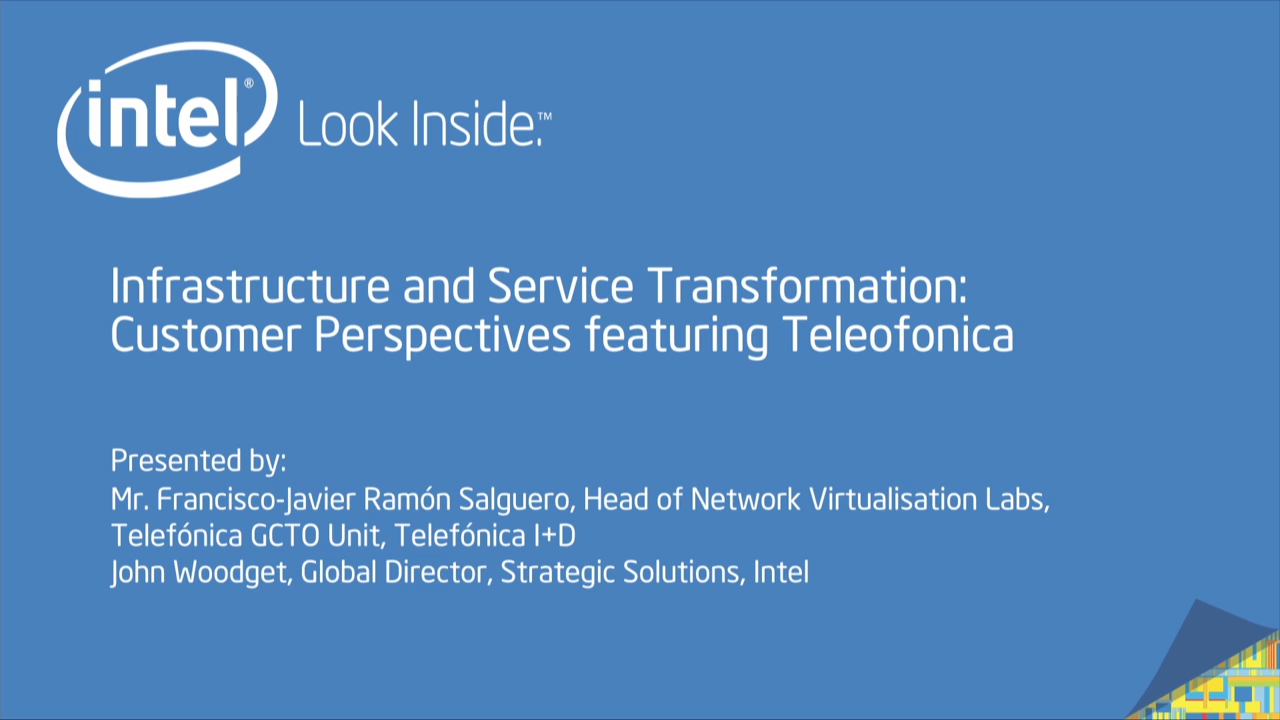 intel® Look Inside.™
Infrastructure and Service Transformation:
Customer Perspectives featuring Teleofonica
Presented by:
Mr. Francisco-Javier Ramón Salguero, Head of Network Virtualisation Labs,
Telefónica GCTO Unit, Telefónica I+D
John Woodget, Global Director, Strategic Solutions, Intel